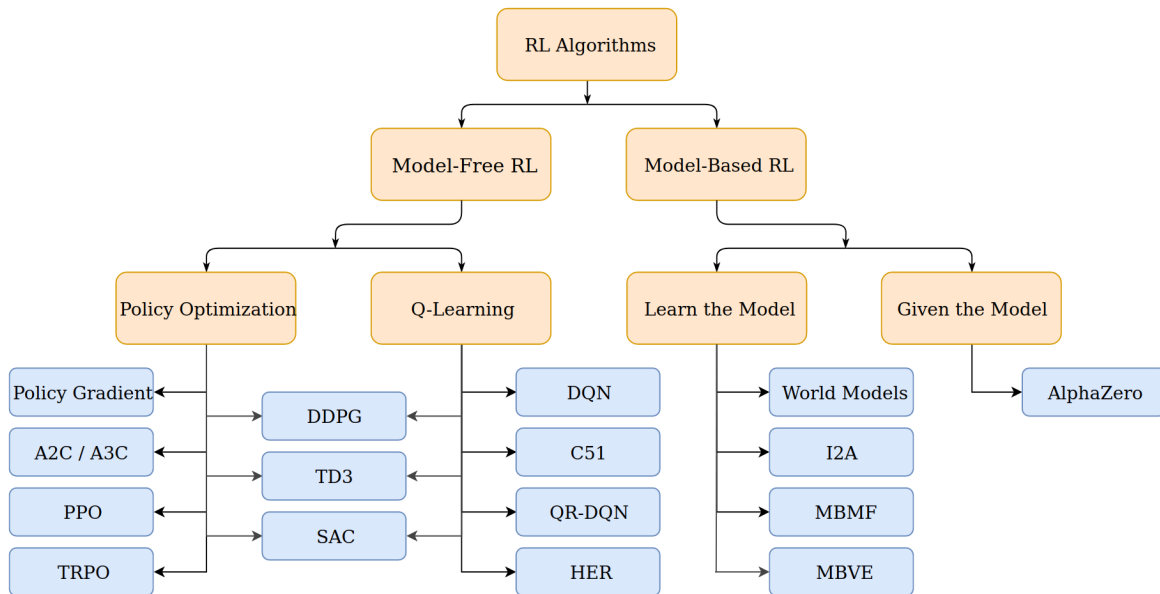 RL Algorithms
Model-Free RL
Model-Based RL
Policy Optimization
Q-Learning
Learn the Model
Given the Model
Policy Gradient
DDPG
DQN
World Models
AlphaZero
A2C / A3C
TD3
C51
I2A
PPO
SAC
QR-DQN
MBMF
TRPO
HER
MBVE